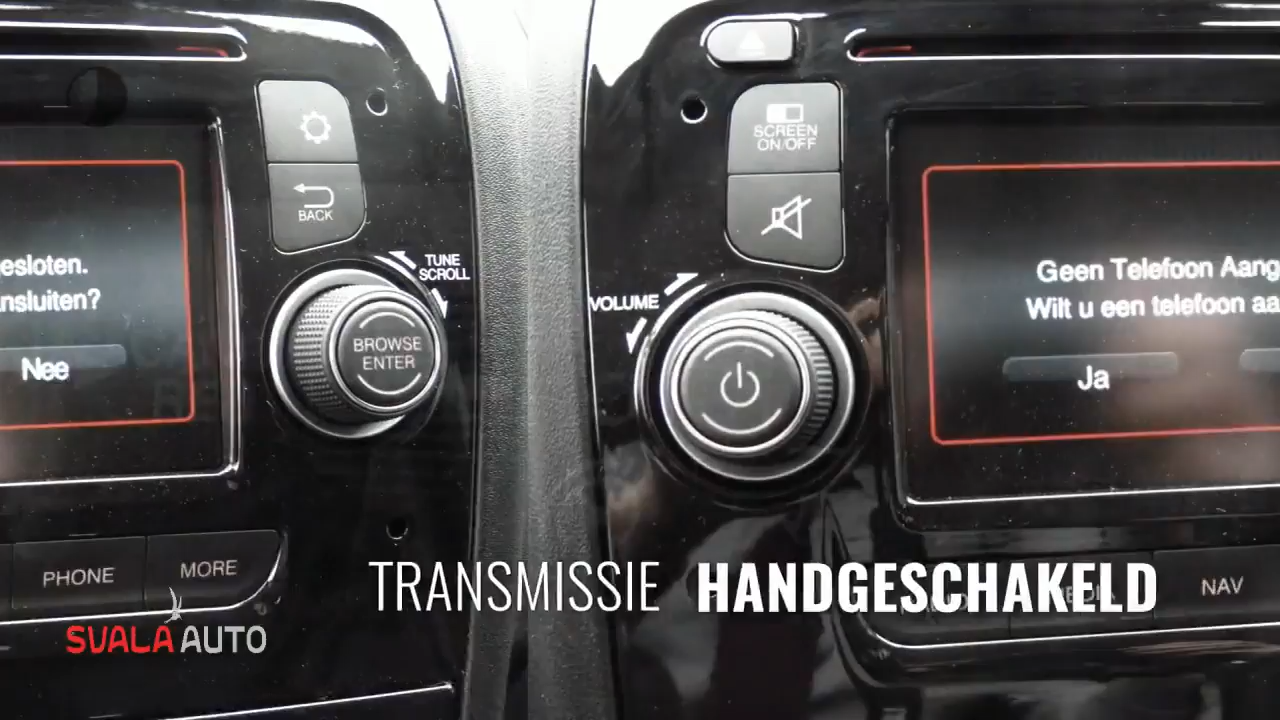 esloten.
nsluiten?
Nee
BACK
TUNE
SCROLL
BROWSE
ENTER
PHONE
MORE
SCREEN
ON/OFF
VOLUME
Geen Telefoon Aang
Wilt u een telefoon aa
Ja
NAV
TRANSMISSIE HANDGESCHAKELD
SVALA AUTO